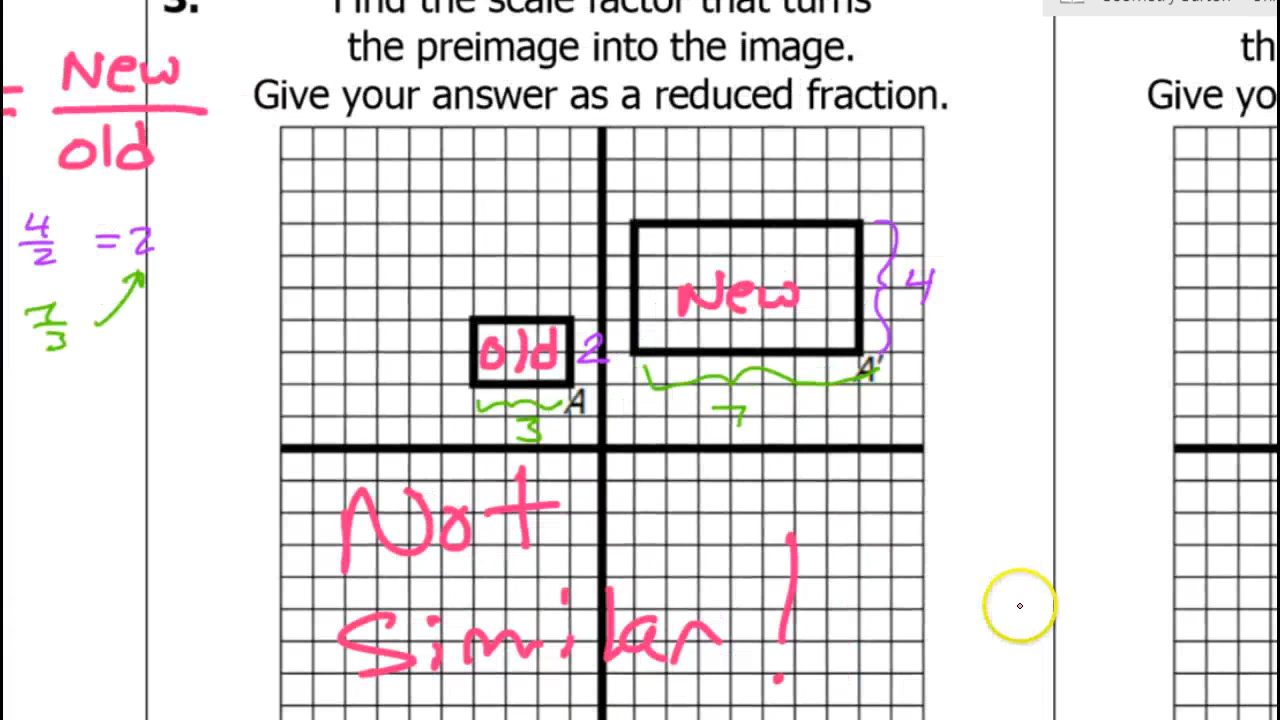 3. Find the scale factor that turns
the preimage into the image.
Give your answer as a reduced fraction.
= New
old
4
2
= 2
7
3
New
4
old
2
A'
A
3
7
Not
Similar!
th
Give yo